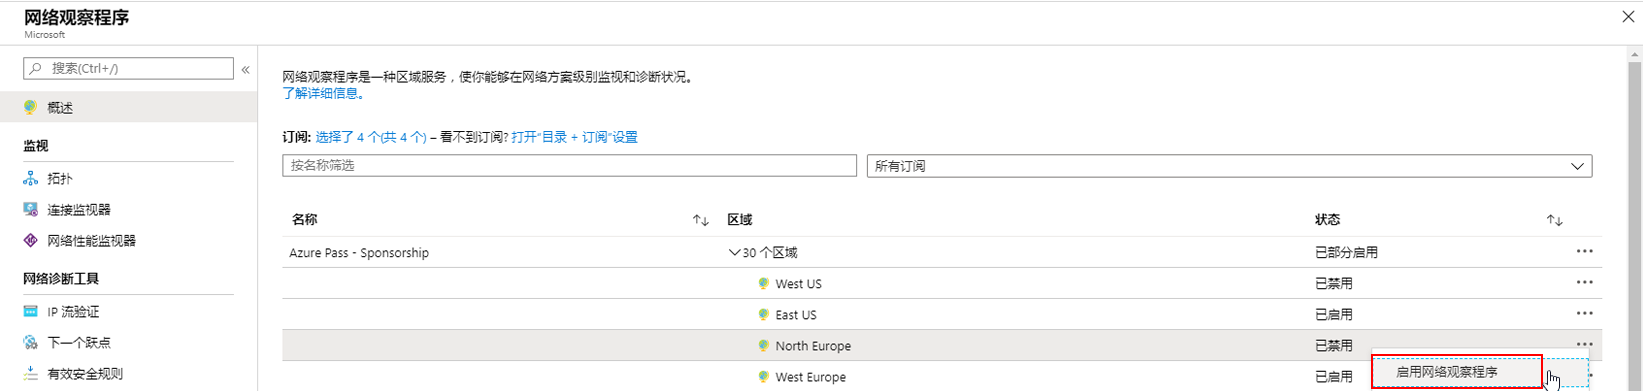 网络观察程序
Microsoft
搜索(Ctrl+/)
«
概述
监视
拓扑
连接监视器
网络性能监视器
网络诊断工具
IP 流验证
下一个跃点
有效安全规则
网络观察程序是一种区域服务，使你能够在网络方案级别监视和诊断状况。
了解详细信息。
订阅: 选择了 4 个(共 4 个) – 看不到订阅? 打开“目录 + 订阅”设置
按名称筛选 所有订阅
名称 ↑↓ 区域 状态 ↑↓
Azure Pass - Sponsorship 30 个区域 已部分启用 ···
West US 已禁用 ···
East US 已启用 ···
North Europe 已禁用 ···
West Europe 已启用
启用网络观察程序